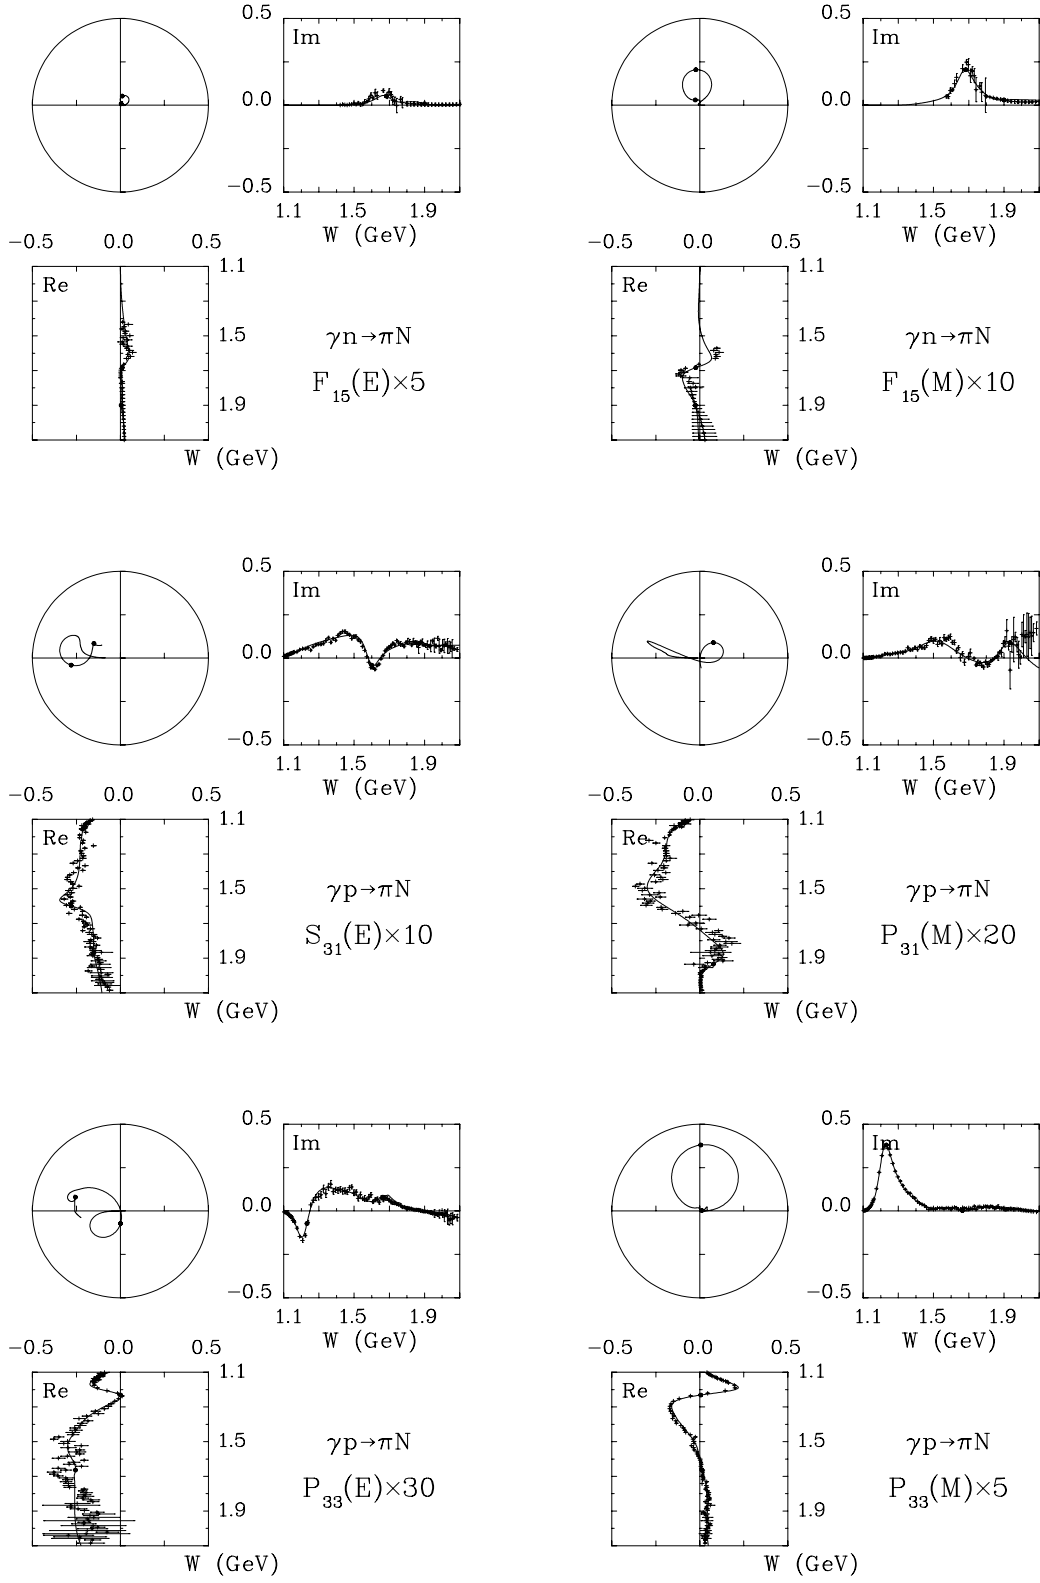 0.5
Im
0.0
−0.5
1.1 1.5 1.9
W (GeV)
−0.5 0.0 0.5
Re
1.1
1.5
1.9
W (GeV)
γn→πN
F15(E)×5
0.5
Im
0.0
−0.5
1.1 1.5 1.9
W (GeV)
−0.5 0.0 0.5
Re
1.1
1.5
1.9
W (GeV)
γn→πN
F15(M)×10
0.5
Im
0.0
−0.5
1.1 1.5 1.9
W (GeV)
−0.5 0.0 0.5
Re
1.1
1.5
1.9
W (GeV)
γp→πN
S31(E)×10
0.5
Im
0.0
−0.5
1.1 1.5 1.9
W (GeV)
−0.5 0.0 0.5
Re
1.1
1.5
1.9
W (GeV)
γp→πN
P31(M)×20
0.5
Im
0.0
−0.5
1.1 1.5 1.9
W (GeV)
−0.5 0.0 0.5
Re
1.1
1.5
1.9
W (GeV)
γp→πN
P33(E)×30
0.5
Im
0.0
−0.5
1.1 1.5 1.9
W (GeV)
−0.5 0.0 0.5
Re
1.1
1.5
1.9
W (GeV)
γp→πN
P33(M)×5